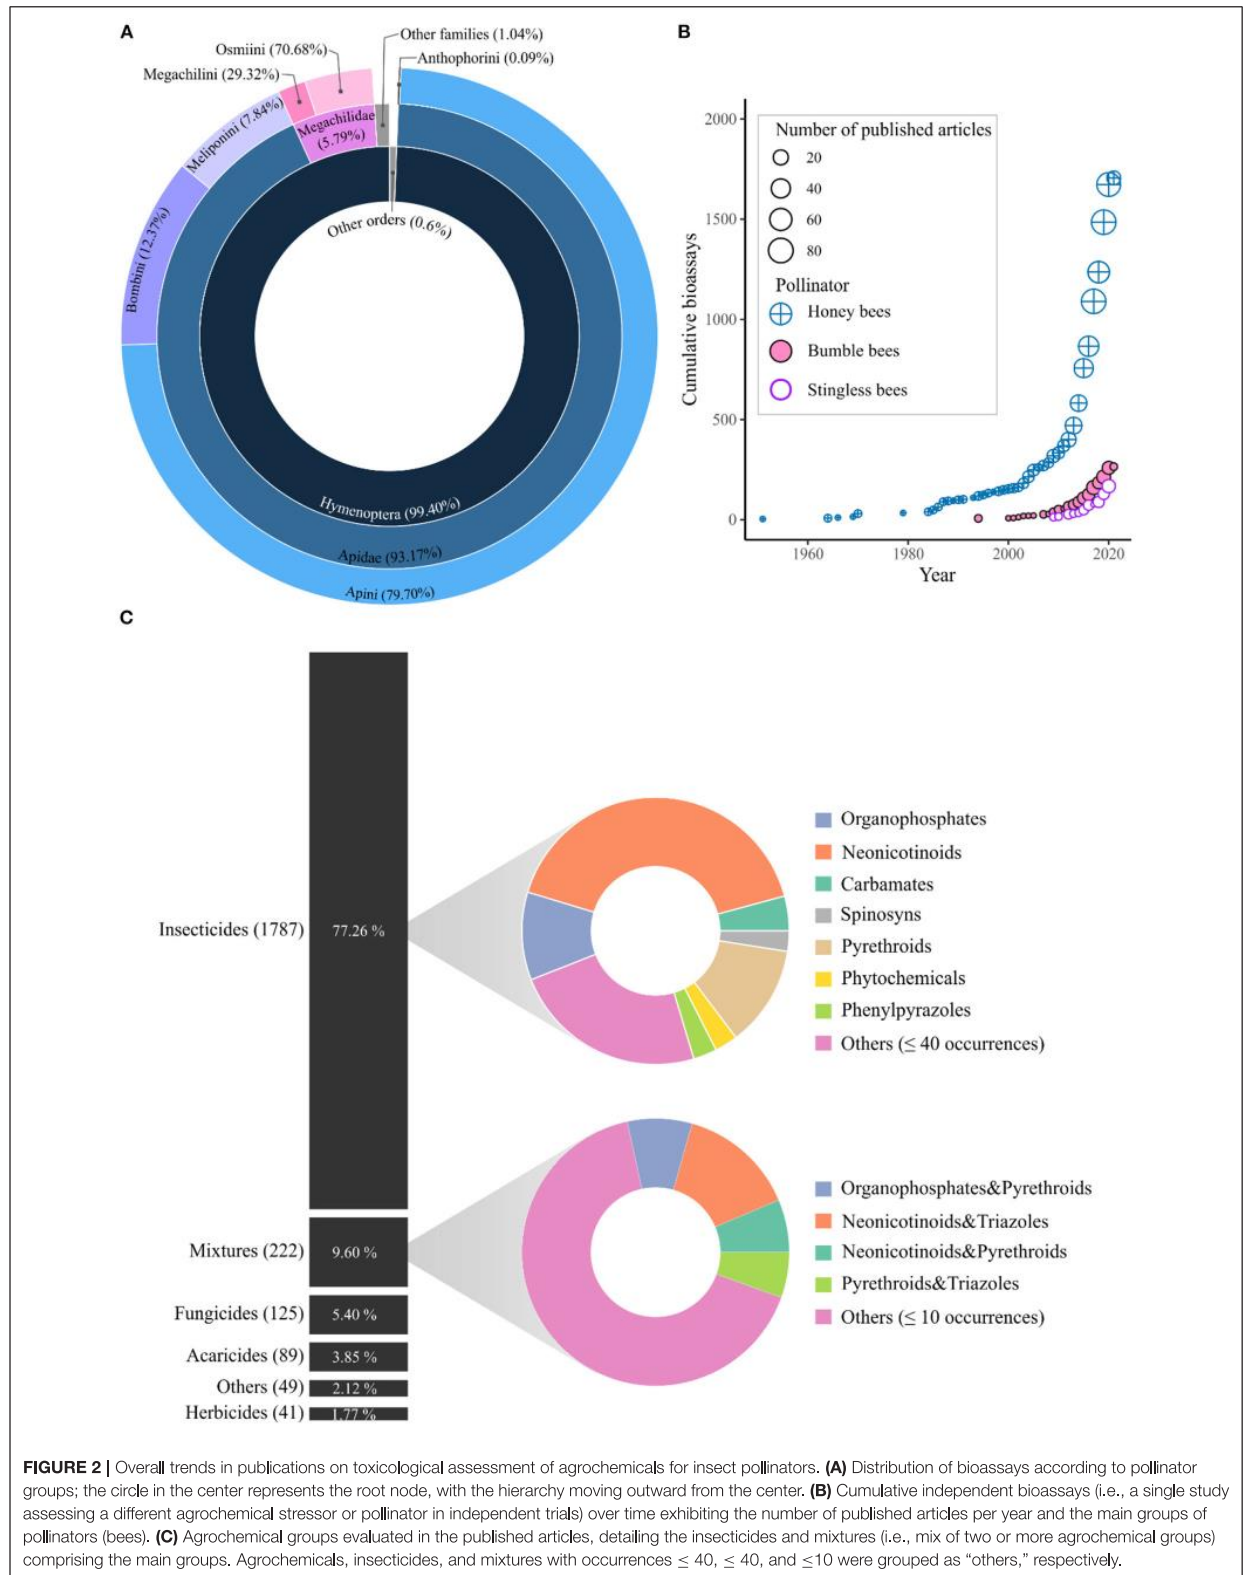 A
Other families (1.04%)
Osmiini (70.68%)
Anthophorini (0.09%)
Megachilini (29.32%)
Meliponini (7.84%)
Megachilidae
(5.79%)
Bombini (12.37%)
Other orders (0.6%)
Hymenoptera (99.40%)
Apidae (93.17%)
Apini (79.70%)
B
Cumulative bioassays
2000
1500
1000
500
0
Number of published articles
20
40
60
80
Pollinator
Honey bees
Bumble bees
Stingless bees
1960
1980
2000
2020
Year
C
Insecticides (1787)
77.26 %
Mixtures (222)
9.60 %
Fungicides (125)
5.40 %
Acaricides (89)
3.85 %
Others (49)
2.12 %
Herbicides (41)
1.77 %
Organophosphates
Neonicotinoids
Carbamates
Spinosyns
Pyrethroids
Phytochemicals
Phenylpyrazoles
Others (≤ 40 occurrences)
Organophosphates&Pyrethroids
Neonicotinoids&Triazoles
Neonicotinoids&Pyrethroids
Pyrethroids&Triazoles
Others (≤ 10 occurrences)
FIGURE 2 | Overall trends in publications on toxicological assessment of agrochemicals for insect pollinators. (A) Distribution of bioassays according to pollinator
groups; the circle in the center represents the root node, with the hierarchy moving outward from the center. (B) Cumulative independent bioassays (i.e., a single study
assessing a different agrochemical stressor or pollinator in independent trials) over time exhibiting the number of published articles per year and the main groups of
pollinators (bees). (C) Agrochemical groups evaluated in the published articles, detailing the insecticides and mixtures (i.e., mix of two or more agrochemical groups)
comprising the main groups. Agrochemicals, insecticides, and mixtures with occurrences ≤ 40, ≤ 40, and ≤10 were grouped as “others,” respectively.